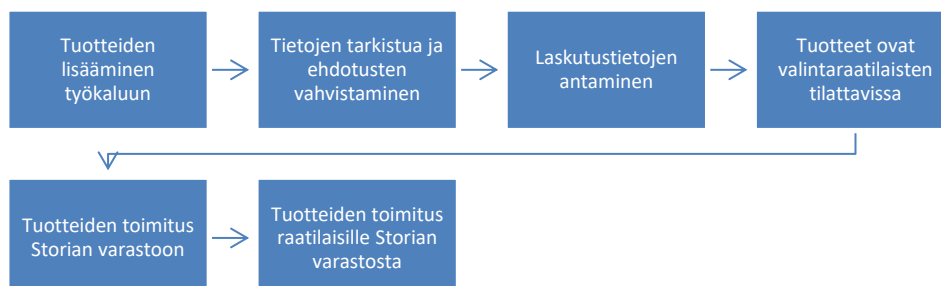 Tuotteiden
lisääminen
työkaluun
Tietojen tarkistua ja
ehdotusten
vahvistaminen
Laskutustietojen
antaminen
Tuotteet ovat
valintaraatilaisten
tilattavissa
Tuotteiden toimitus
Storian varastoon
Tuotteiden toimitus
raatilaisille Storian
varastosta